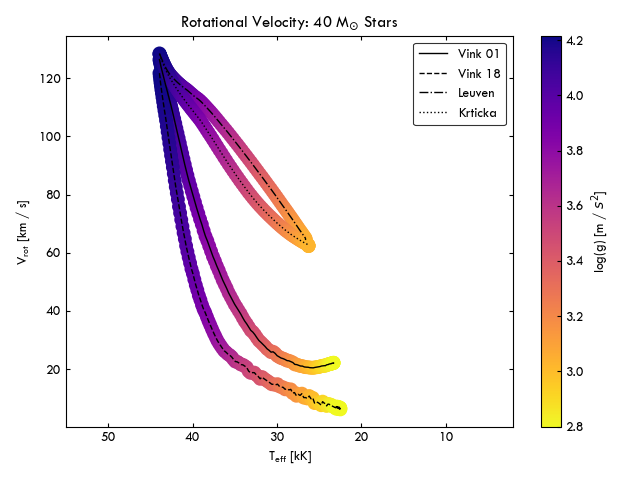 Rotational Velocity: 40 M⊙ Stars
Vink 01
Vink 18
Leuven
Krticka
120
100
80
60
40
20
V_rot [km / s]
50 40 30 20 10
T_eff [kK]
4.2
4.0
3.8
3.6
3.4
3.2
3.0
2.8
log(g) [m / s²]